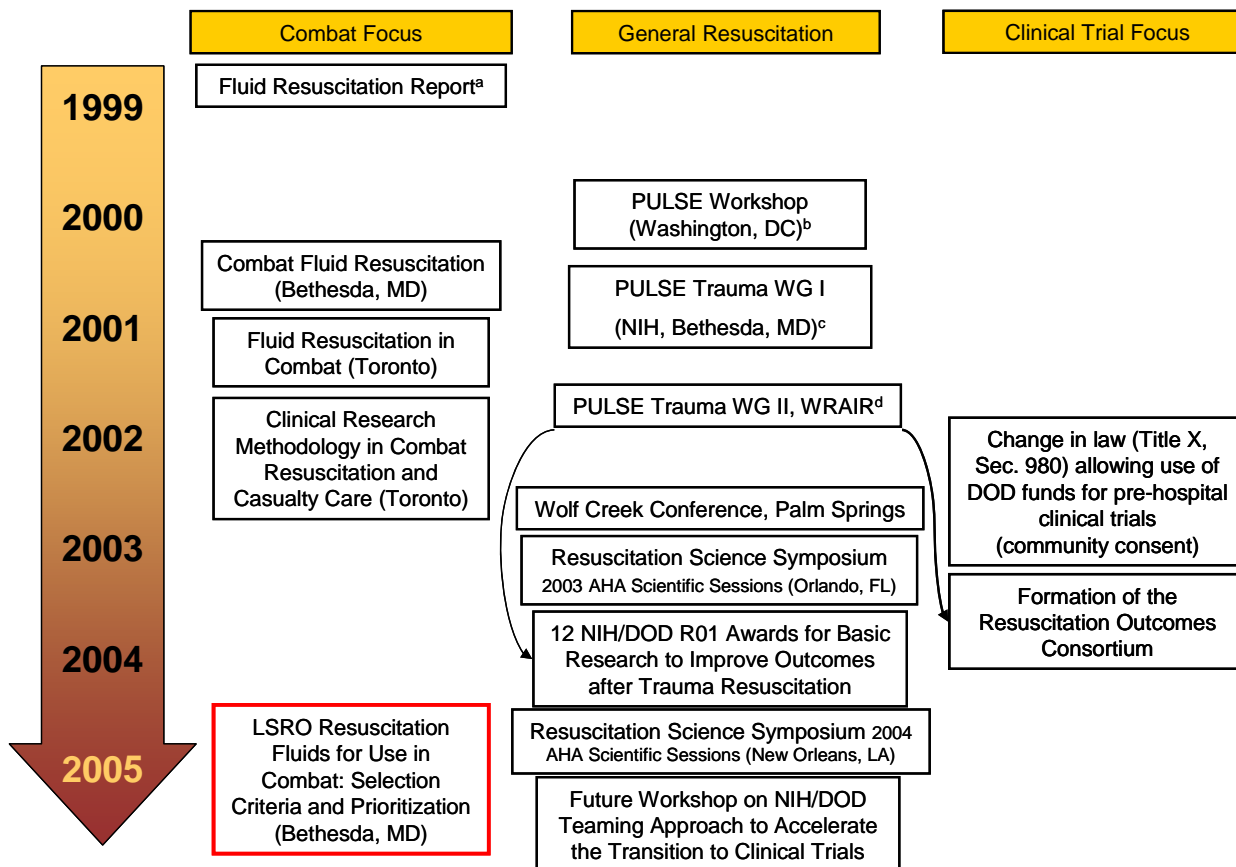 Combat Focus
General Resuscitation
Clinical Trial Focus
1999
2000
2001
2002
2003
2004
2005
Fluid Resuscitation Reportᵃ
Combat Fluid Resuscitation
(Bethesda, MD)
Fluid Resuscitation in
Combat (Toronto)
Clinical Research
Methodology in Combat
Resuscitation and
Casualty Care (Toronto)
LSRO Resuscitation
Fluids for Use in
Combat: Selection
Criteria and Prioritization
(Bethesda, MD)
PULSE Workshop
(Washington, DC)ᵇ
PULSE Trauma WG I
(NIH, Bethesda, MD)ᶜ
PULSE Trauma WG II, WRAIRᵈ
Wolf Creek Conference, Palm Springs
Resuscitation Science Symposium
2003 AHA Scientific Sessions (Orlando, FL)
12 NIH/DOD R01 Awards for Basic
Research to Improve Outcomes
after Trauma Resuscitation
Resuscitation Science Symposium 2004
AHA Scientific Sessions (New Orleans, LA)
Future Workshop on NIH/DOD
Teaming Approach to Accelerate
the Transition to Clinical Trials
Change in law (Title X,
Sec. 980) allowing use of
DOD funds for pre-hospital
clinical trials
(community consent)
Formation of the
Resuscitation Outcomes
Consortium